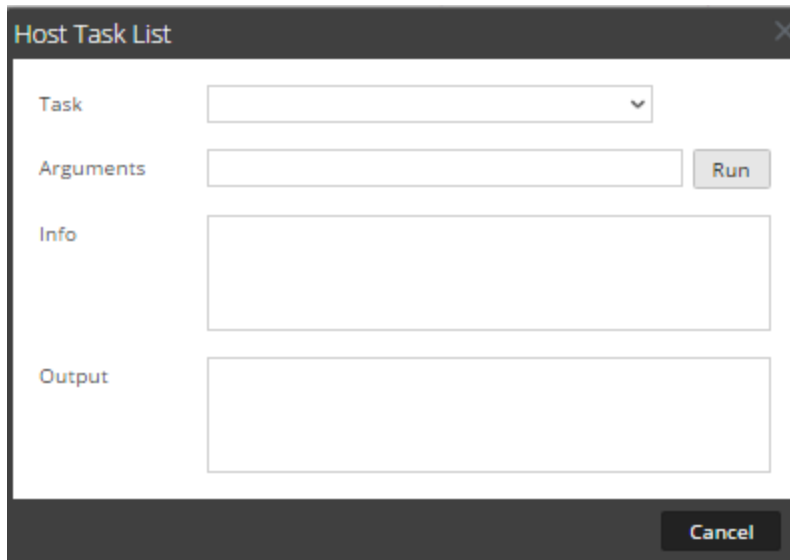 Host Task List
Task
Arguments
Run
Info
Output
Cancel